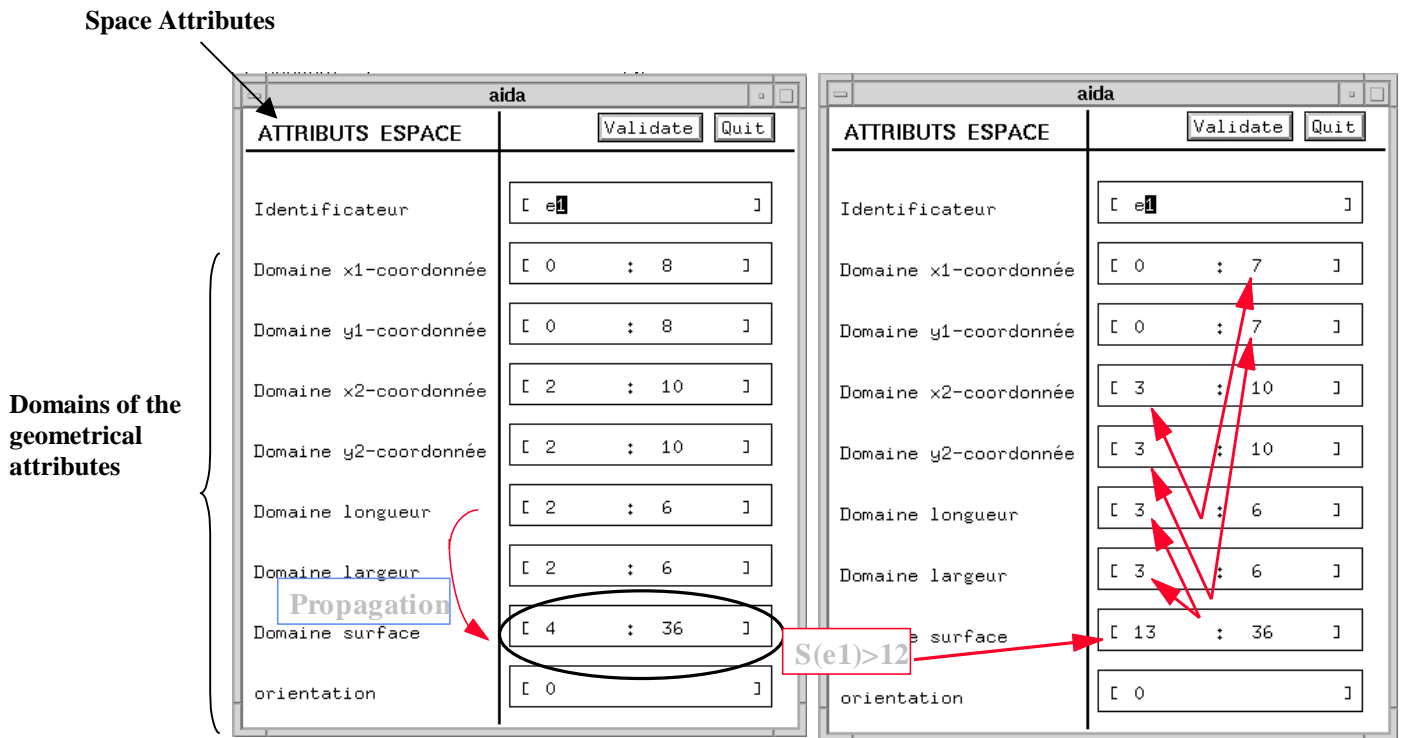 Space Attributes
aida
ATTRIBUTS ESPACE
Validate
Quit
Identificateur
[ e1 ]
Domaine x1-coordonnée
[ 0 : 8 ]
Domaine y1-coordonnée
[ 0 : 8 ]
Domaine x2-coordonnée
[ 2 : 10 ]
Domaine y2-coordonnée
[ 2 : 10 ]
Domaine longueur
[ 2 : 6 ]
Domaine largeur
[ 2 : 6 ]
Domaine surface
[ 4 : 36 ]
orientation
[ 0 ]
Domains of the
geometrical
attributes
Propagation
S(e1)>12
aida
ATTRIBUTS ESPACE
Validate
Quit
Identificateur
[ e1 ]
Domaine x1-coordonnée
[ 0 : 7 ]
Domaine y1-coordonnée
[ 0 : 7 ]
Domaine x2-coordonnée
[ 3 : 10 ]
Domaine y2-coordonnée
[ 3 : 10 ]
Domaine longueur
[ 3 : 6 ]
Domaine largeur
[ 3 : 6 ]
e surface
[ 13 : 36 ]
orientation
[ 0 ]